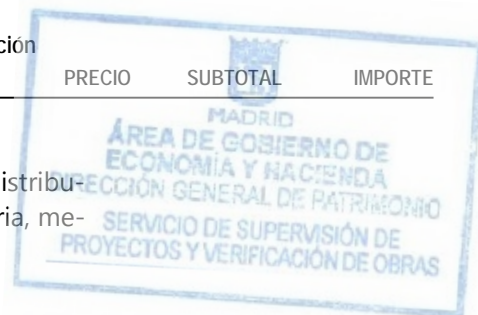 ción
PRECIO SUBTOTAL IMPORTE
MADRID
ÁREA DE GOBIERNO DE
ECONOMÍA Y HACIENDA
istribu-
DIRECCIÓN GENERAL DE PATRIMONIO
ria, me-
SERVICIO DE SUPERVISIÓN DE
PROYECTOS Y VERIFICACIÓN DE OBRAS